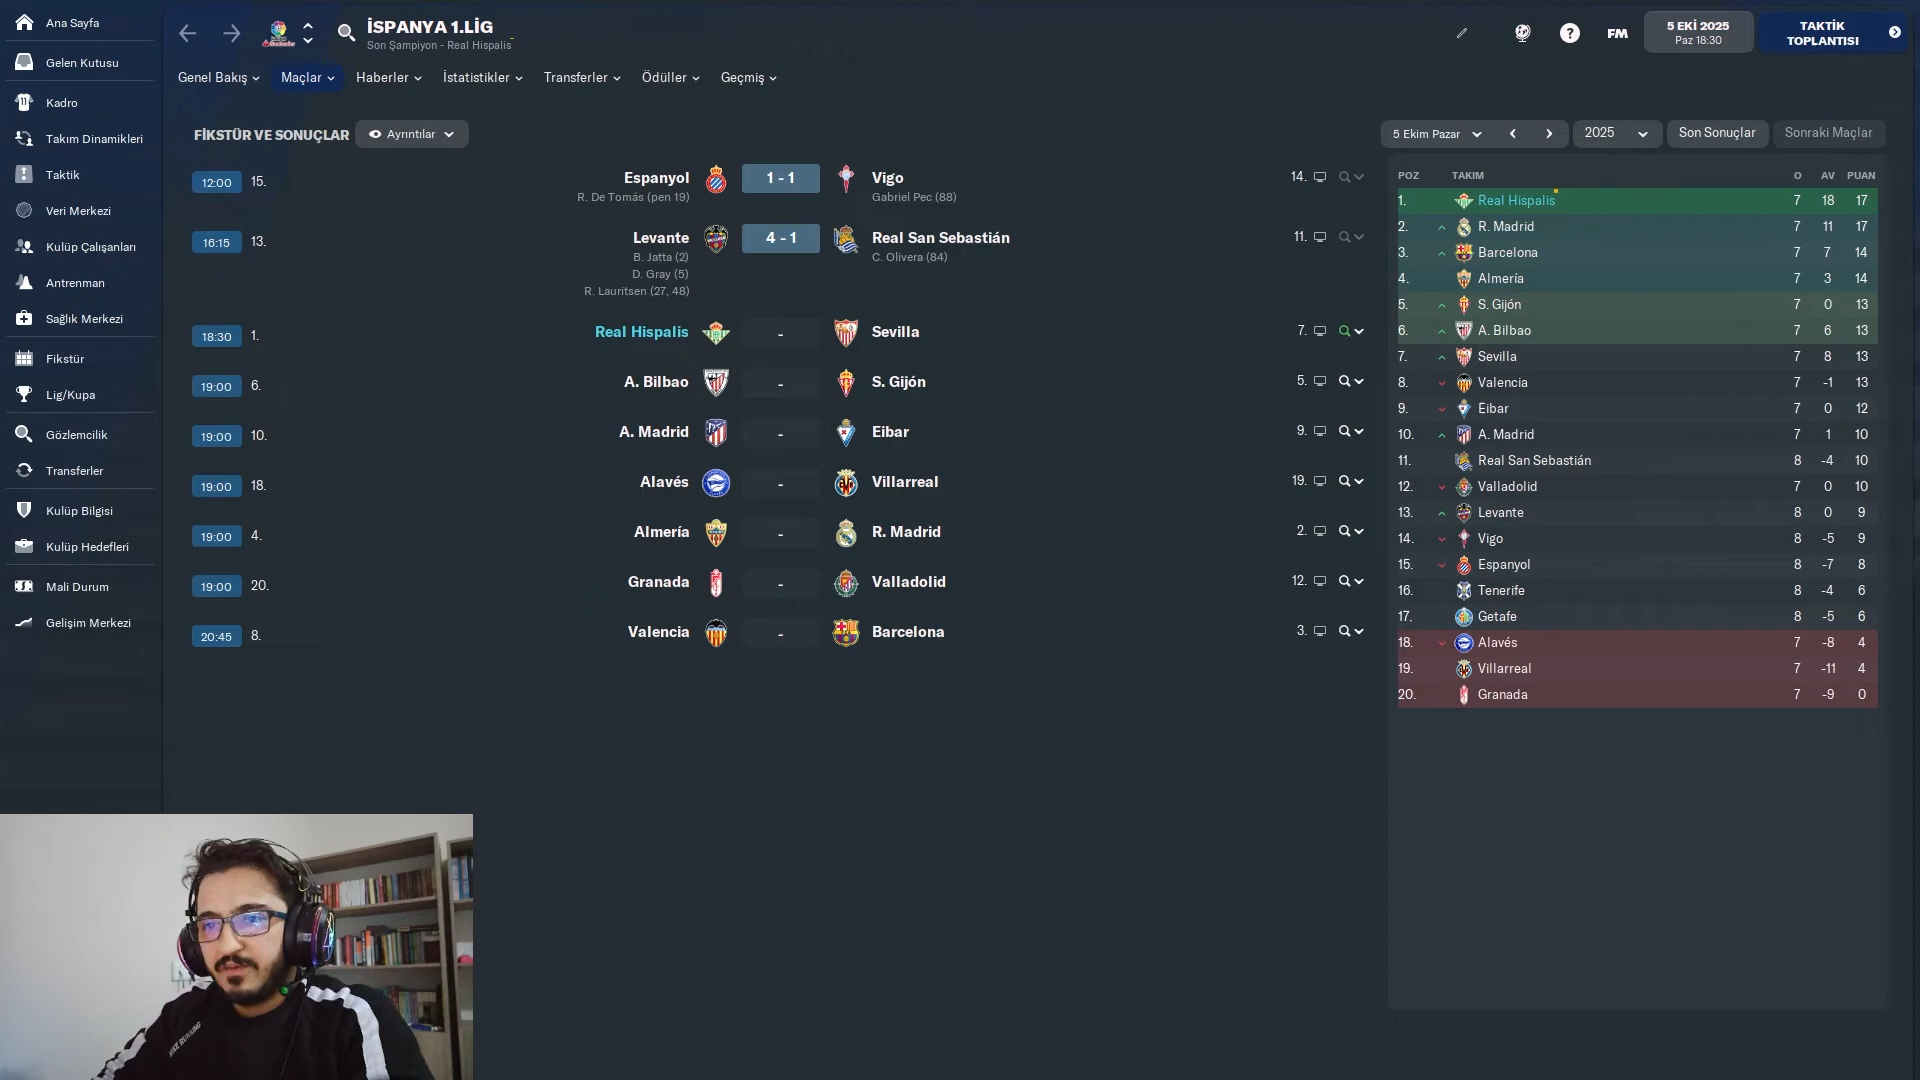 Ana Sayfa
Gelen Kutusu
Kadro
Takım Dinamikleri
Taktik
Veri Merkezi
Kulüp Çalışanları
Antrenman
Sağlık Merkezi
Fikstür
Lig/Kupa
Gözlemcilik
Transferler
Kulüp Bilgisi
Kulüp Hedefleri
Mali Durum
Gelişim Merkezi
İSPANYA 1.LİG
Son Şampiyon - Real Hispalis
FM
5 EKİ 2025
Paz 18:30
TAKTİK TOPLANTISI
Genel Bakış Maçlar Haberler İstatistikler Transferler Ödüller Geçmiş
FİKSTÜR VE SONUÇLAR Ayrıntılar
5 Ekim Pazar 2025 Son Sonuçlar Sonraki Maçlar
12:00 15. Espanyol 1 - 1 Vigo 14.
R. De Tomás (pen 19) Gabriel Pec (88)
16:15 13. Levante 4 - 1 Real San Sebastián 11.
B. Jatta (2) C. Olivera (84)
D. Gray (5)
R. Lauritsen (27, 48)
18:30 1. Real Hispalis - Sevilla 7.
19:00 6. A. Bilbao - S. Gijón 5.
19:00 10. A. Madrid - Eibar 9.
19:00 18. Alavés - Villarreal 19.
19:00 4. Almería - R. Madrid 2.
19:00 20. Granada - Valladolid 12.
20:45 8. Valencia - Barcelona 3.
POZ TAKIM O AV PUAN
1. Real Hispalis 7 18 17
2. R. Madrid 7 11 17
3. Barcelona 7 7 14
4. Almería 7 3 14
5. S. Gijón 7 0 13
6. A. Bilbao 7 6 13
7. Sevilla 7 8 13
8. Valencia 7 -1 13
9. Eibar 7 0 12
10. A. Madrid 7 1 10
11. Real San Sebastián 8 -4 10
12. Valladolid 7 0 10
13. Levante 8 0 9
14. Vigo 8 -5 9
15. Espanyol 8 -7 8
16. Tenerife 8 -4 6
17. Getafe 8 -5 6
18. Alavés 7 -8 4
19. Villarreal 7 -11 4
20. Granada 7 -9 0
NIKE RUNNING